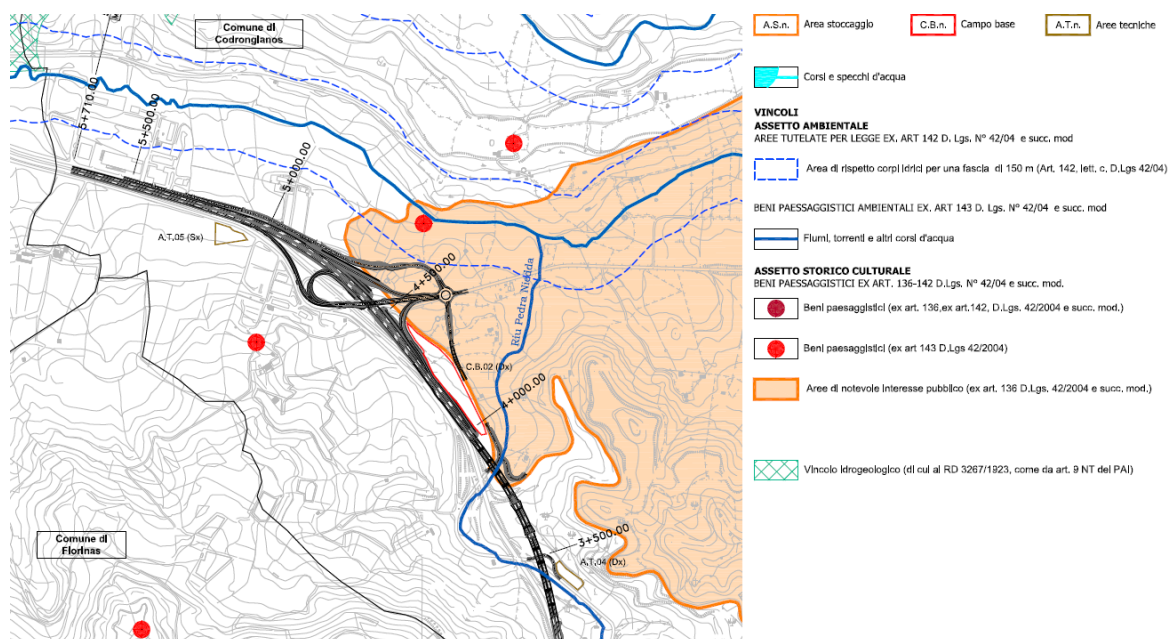 Comune di
Codrongianos
5+710.00
5+500.00
5+000.00
A.T.05 (Sx)
4+500.00
Riu Pedra Niedda
C.B.02 (Dx)
4+000.00
3+500.00
A.T.04 (Dx)
Comune di
Florinas
A.S.n. Area stoccaggio
C.B.n. Campo base
A.T.n. Aree tecniche
Corsi e specchi d'acqua
VINCOLI
ASSETTO AMBIENTALE
AREE TUTELATE PER LEGGE EX. ART 142 D. Lgs. N° 42/04 e succ. mod
Area di rispetto corpi idrici per una fascia di 150 m (Art. 142, lett. c, D.Lgs 42/04)
BENI PAESAGGISTICI AMBIENTALI EX. ART 143 D. Lgs. N° 42/04 e succ. mod
Fiumi, torrenti e altri corsi d'acqua
ASSETTO STORICO CULTURALE
BENI PAESAGGISTICI EX ART. 136-142 D.Lgs. N° 42/04 e succ. mod.
Beni paesaggistici (ex art. 136,ex art.142, D.Lgs. 42/2004 e succ. mod.)
Beni paesaggistici (ex art 143 D.Lgs 42/2004)
Aree di notevole interesse pubblico (ex art. 136 D.Lgs. 42/2004 e succ. mod.)
Vincolo idrogeologico (di cui al RD 3267/1923, come da art. 9 NT del PAI)